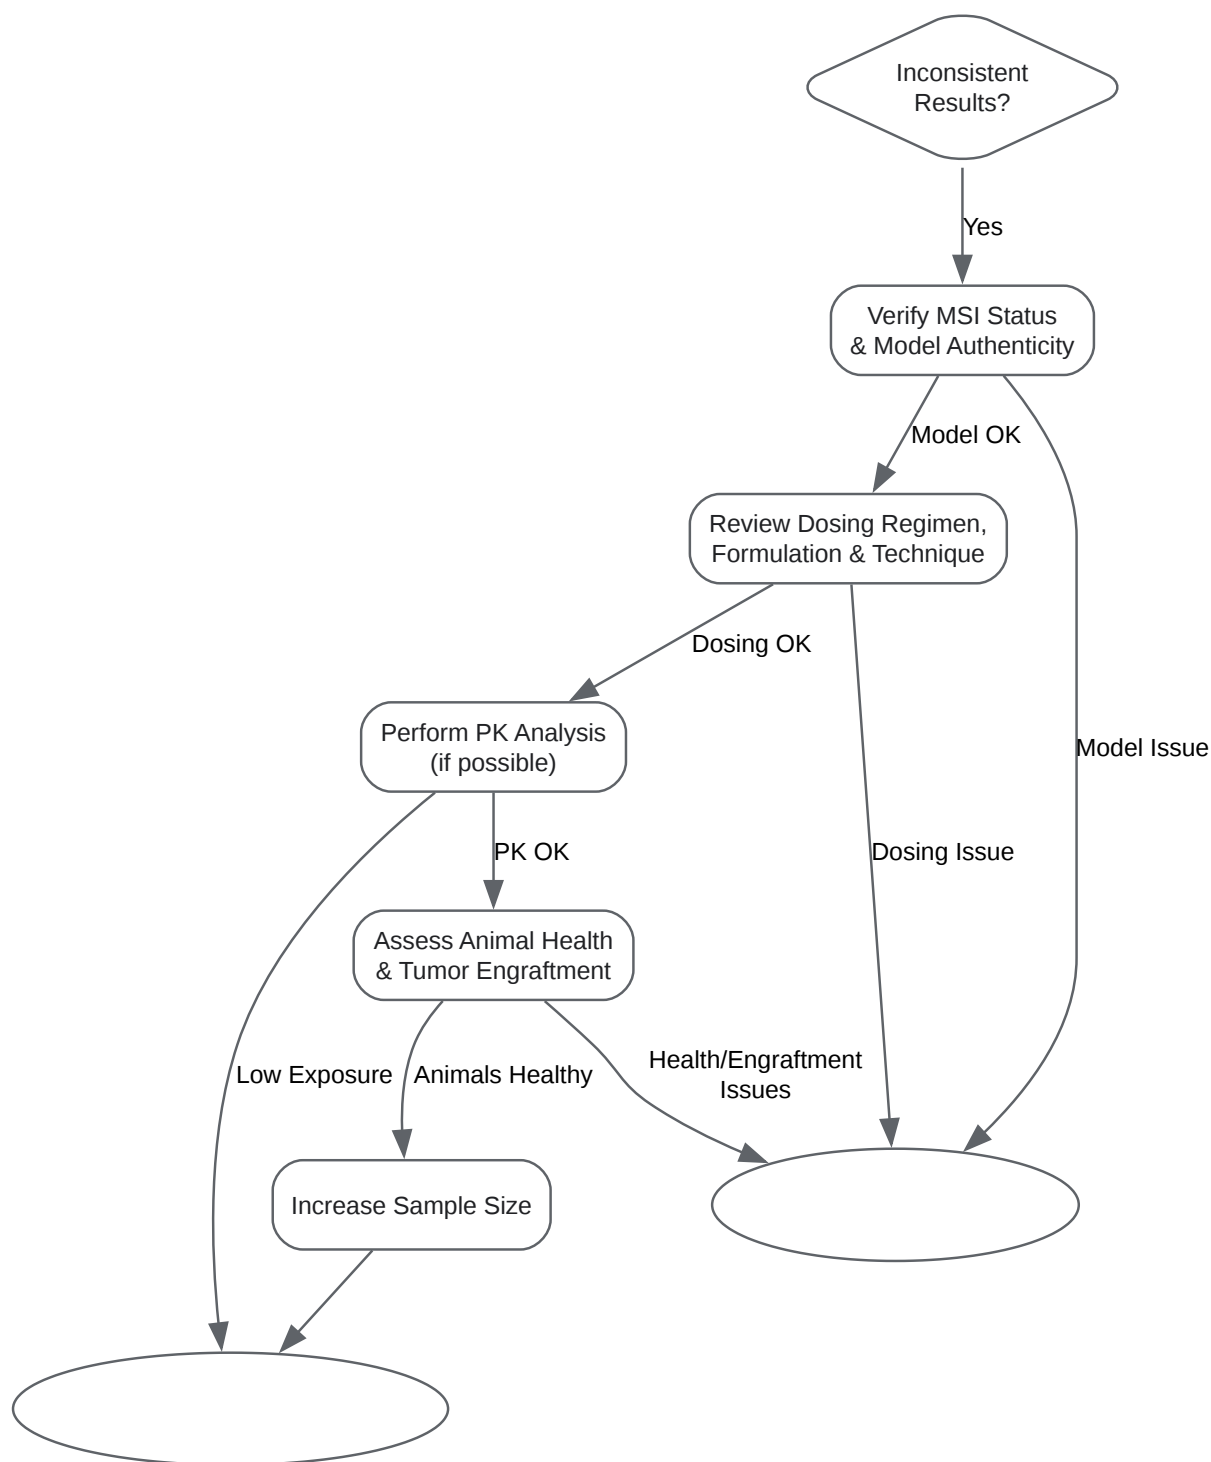 Inconsistent
Results?
Yes
Verify MSI Status
& Model Authenticity
Model OK
Review Dosing Regimen,
Formulation & Technique
Dosing OK
Perform PK Analysis
(if possible)
Model Issue
PK OK
Dosing Issue
Assess Animal Health
& Tumor Engraftment
Low Exposure
Animals Healthy
Health/Engraftment
Issues
Increase Sample Size